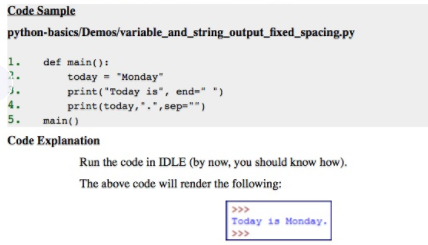 Code Sample
python-basics/Demos/variable_and_string_output_fixed_spacing.py
1. def main():
2. today = "Monday"
3. print("Today is", end=" ")
4. print(today,".",sep="")
5. main()
Code Explanation
Run the code in IDLE (by now, you should know how).
The above code will render the following:
>>>
Today is Monday.
>>>